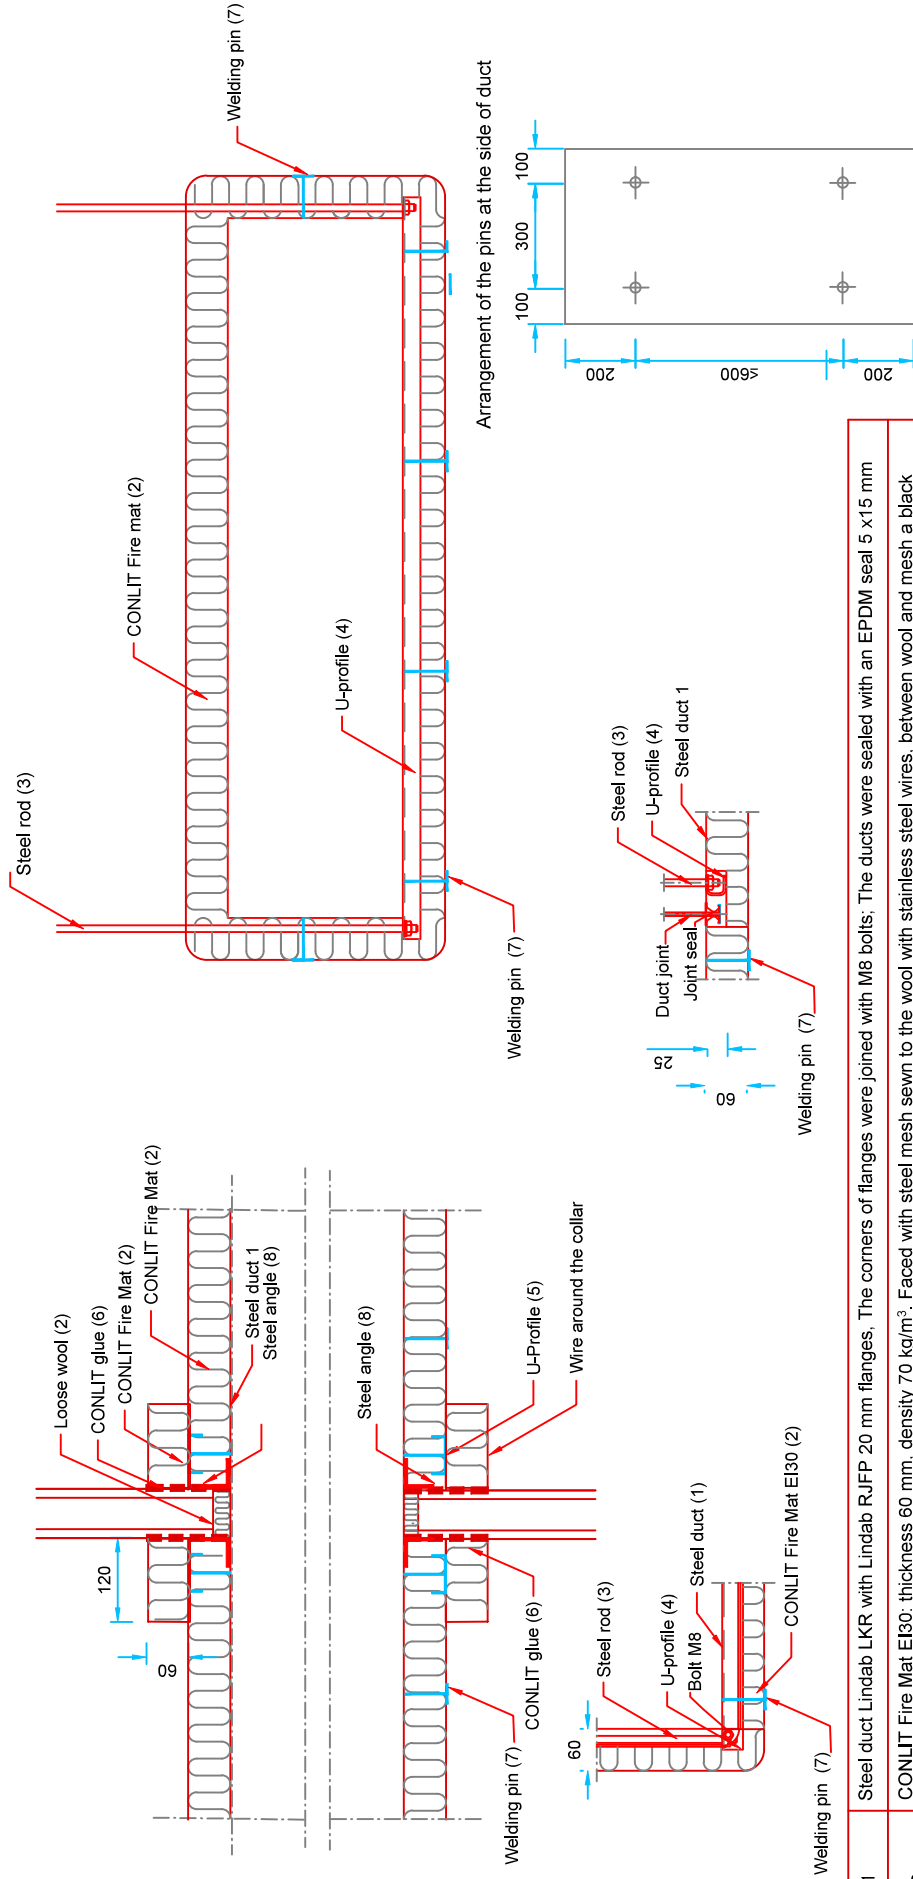 Steel rod (3)
CONLIT Fire mat (2)
Welding pin (7)
U-profile (4)
Welding pin (7)
Loose wool (2)
CONLIT glue (6)
CONLIT Fire Mat (2)
CONLIT Fire Mat (2)
Steel duct 1
Steel angle (8)
120
60
Steel angle (8)
U-Profile (5)
Wire around the collar
CONLIT glue (6)
Welding pin (7)
Arrangement of the pins at the side of duct
100
300
100
200
≤600
200
Steel rod (3)
U-profile (4)
Steel duct 1
Duct joint
Joint seal
25
60
Welding pin (7)
60
Steel rod (3)
U-profile (4)
Bolt M8
Steel duct (1)
CONLIT Fire Mat EI30 (2)
Welding pin (7)
1 Steel duct Lindab LKR with Lindab RJFP 20 mm flanges, The corners of flanges were joined with M8 bolts; The ducts were sealed with an EPDM seal 5 x15 mm
CONLIT Fire Mat EI30: thickness 60 mm, density 70 kg/m³. Faced with steel mesh sewn to the wool with stainless steel wires, between wool and mesh a black